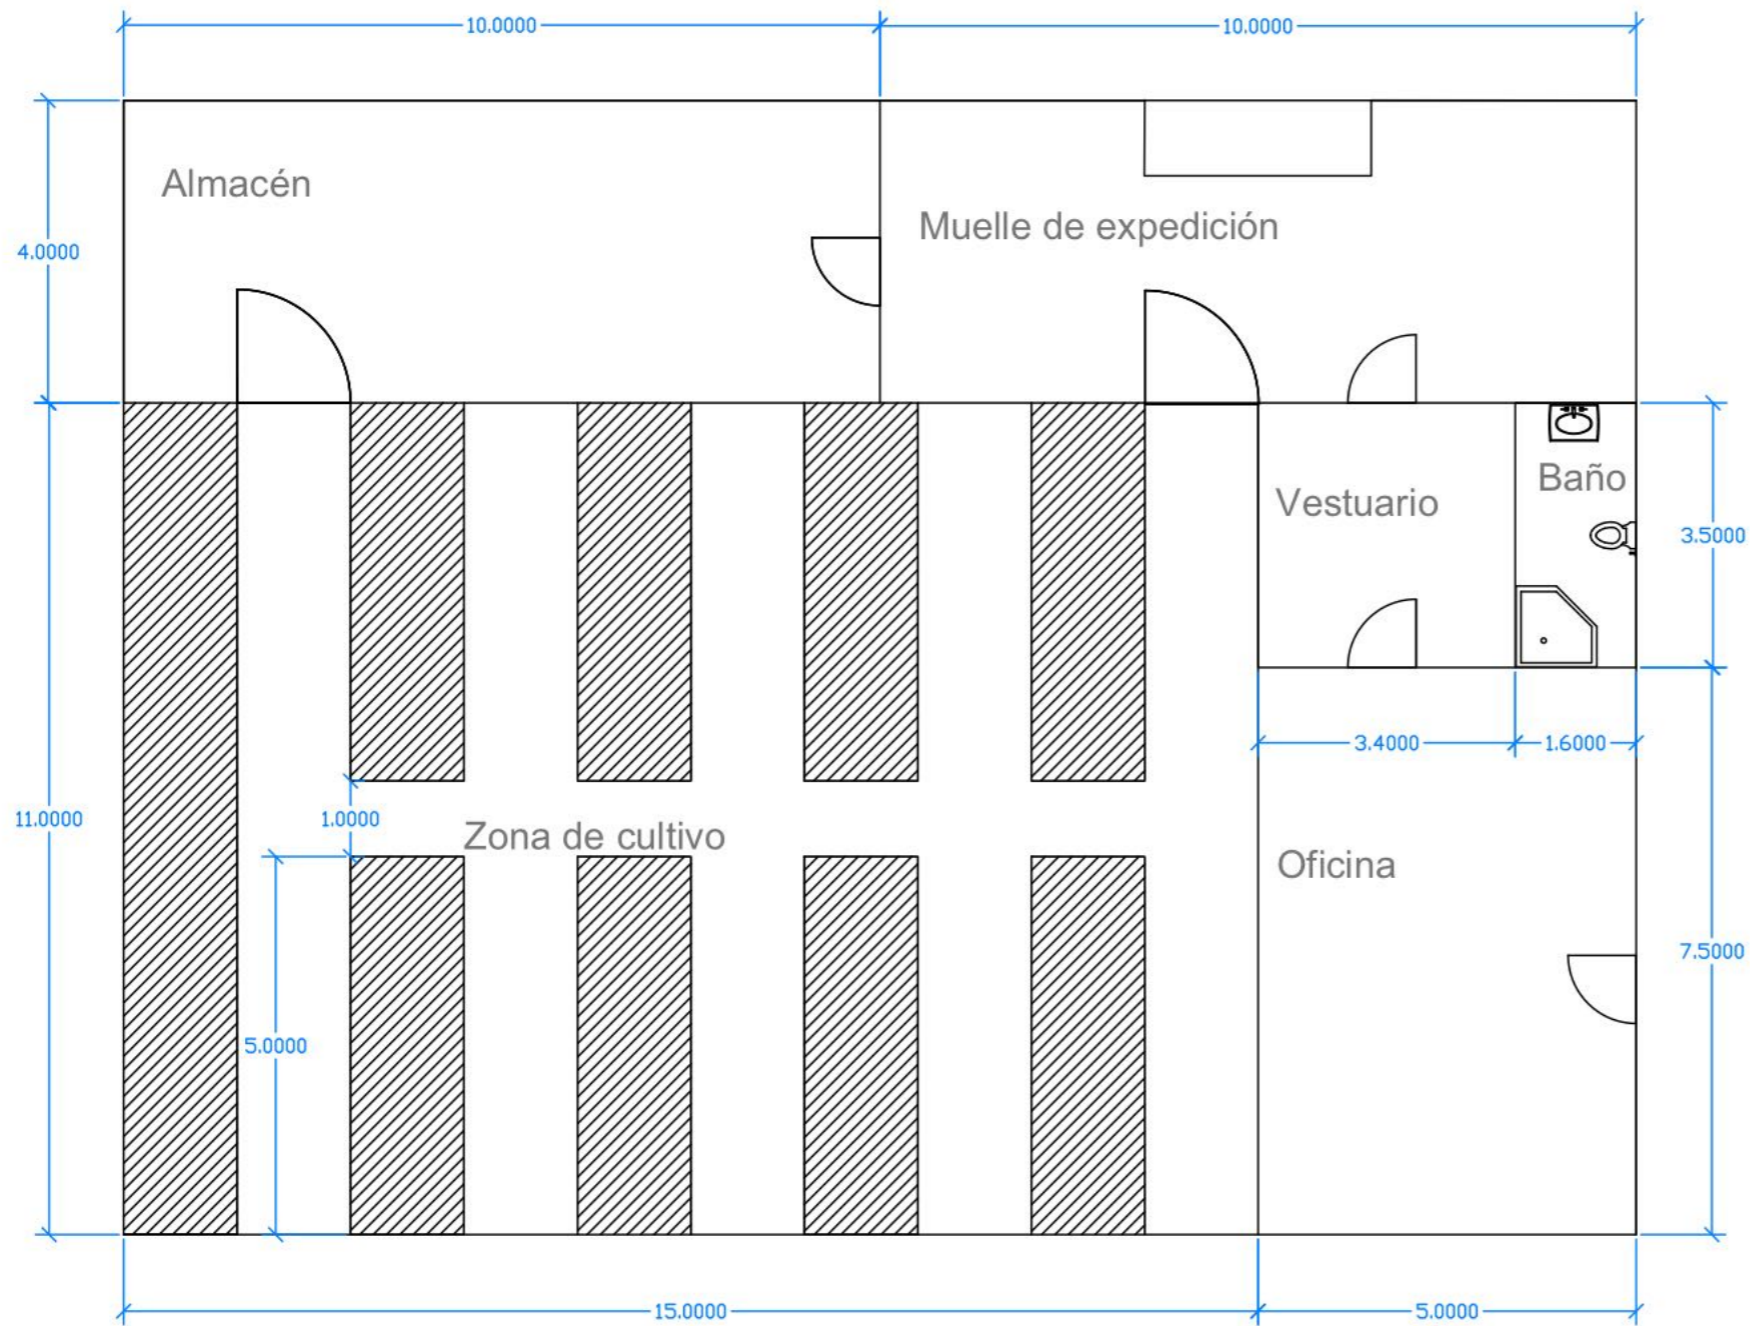 10.0000
10.0000
Almacén
Muelle de expedición
4.0000
Baño
Vestuario
3.5000
3.4000
1.6000
11.0000
1.0000
Zona de cultivo
Oficina
7.5000
5.0000
15.0000
5.0000